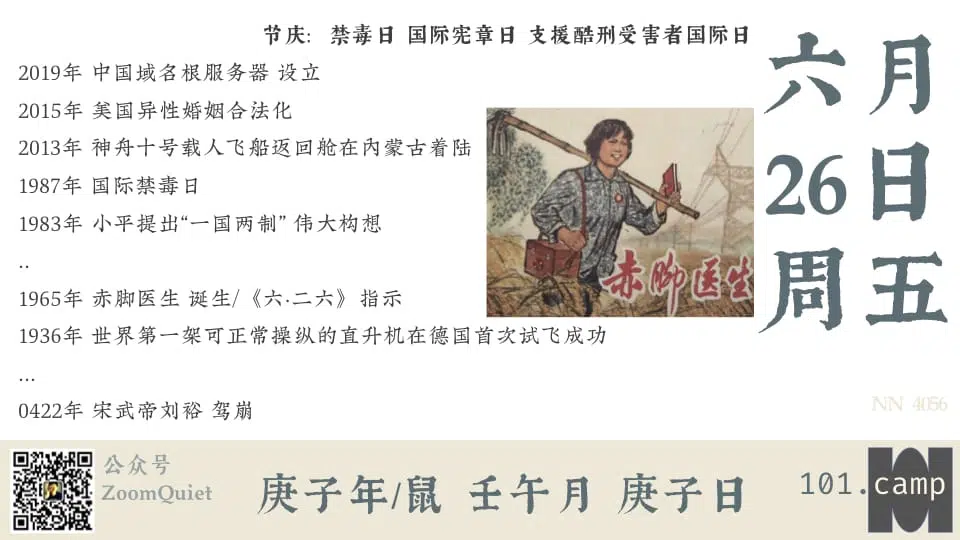 节庆: 禁毒日 国际宪章日 支援酷刑受害者国际日
2019年 中国域名根服务器 设立
2015年 美国异性婚姻合法化
2013年 神舟十号载人飞船返回舱在内蒙古着陆
1987年 国际禁毒日
1983年 小平提出“一国两制” 伟大构想
..
1965年 赤脚医生 诞生/《六·二六》指示
1936年 世界第一架可正常操纵的直升机在德国首次试飞成功
...
0422年 宋武帝刘裕 驾崩
赤脚医生
六月
26日
周五
NN 4056
公众号
ZoomQuiet
庚子年/鼠 壬午月 庚子日
101.camp